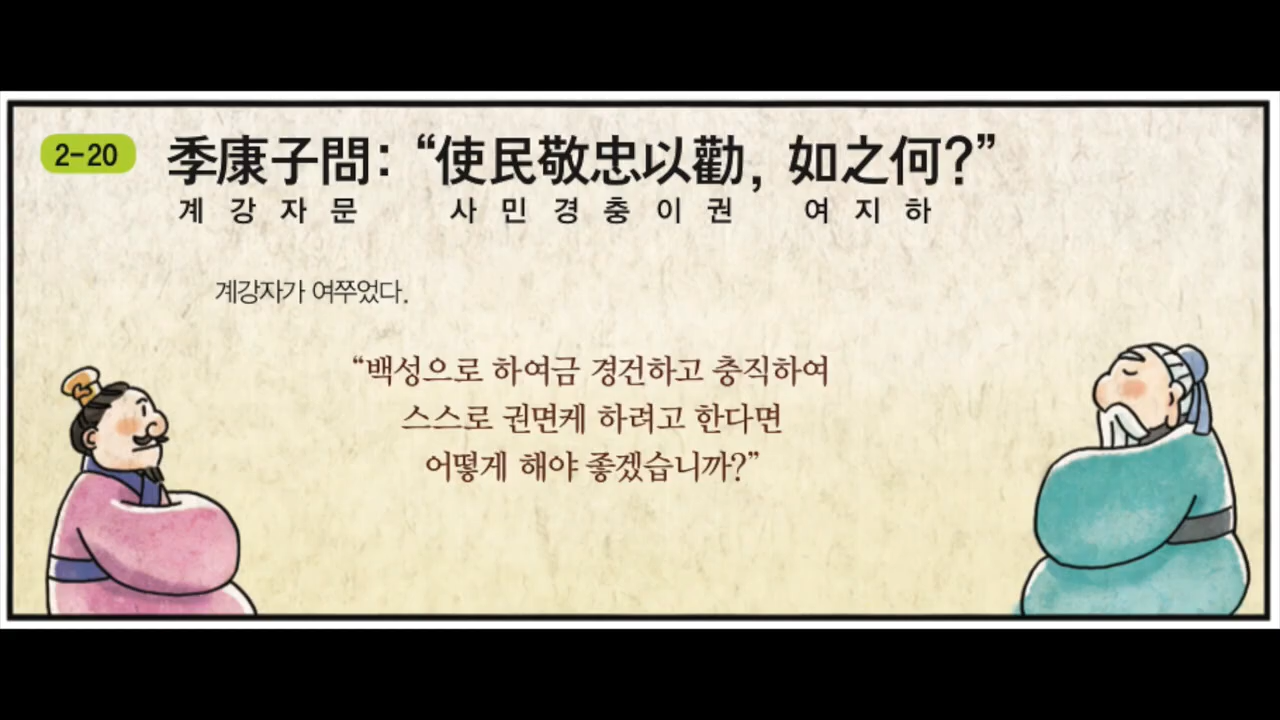 2-20 季康子問: “使民敬忠以勸, 如之何?”
계 강 자 문 사 민 경 충 이 권 여 지 하
계강자가 여쭈었다.
“백성으로 하여금 경건하고 충직하여
스스로 권면케 하려고 한다면
어떻게 해야 좋겠습니까?”